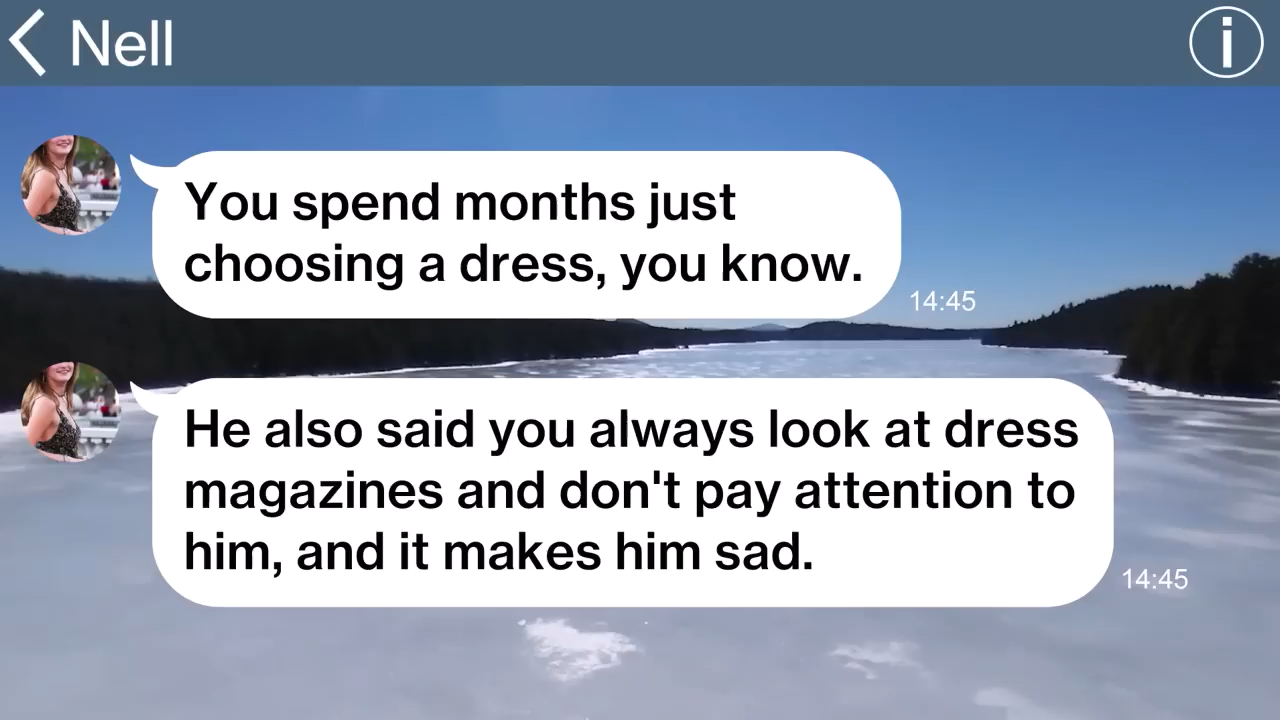 Nell
You spend months just
choosing a dress, you know.
14:45
He also said you always look at dress
magazines and don't pay attention to
him, and it makes him sad.
14:45